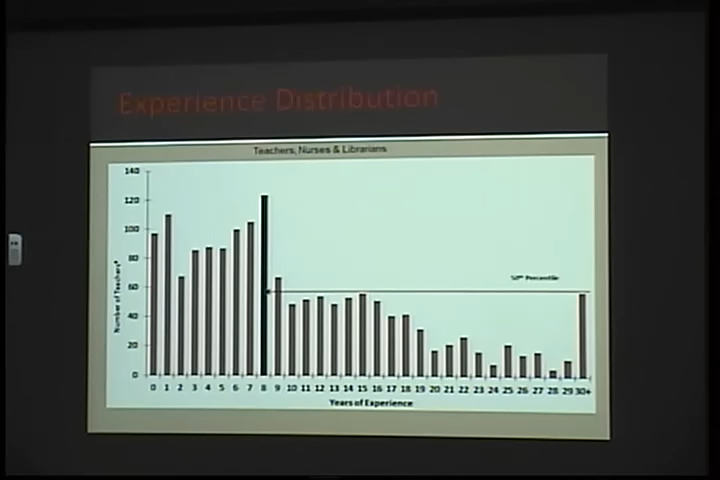 Experience Distribution
Teachers, Nurses & Librarians
140
120
100
80
60
40
20
0
Number of Teachers*
50th Percentile
0 1 2 3 4 5 6 7 8 9 10 11 12 13 14 15 16 17 18 19 20 21 22 23 24 25 26 27 28 29 30+
Years of Experience